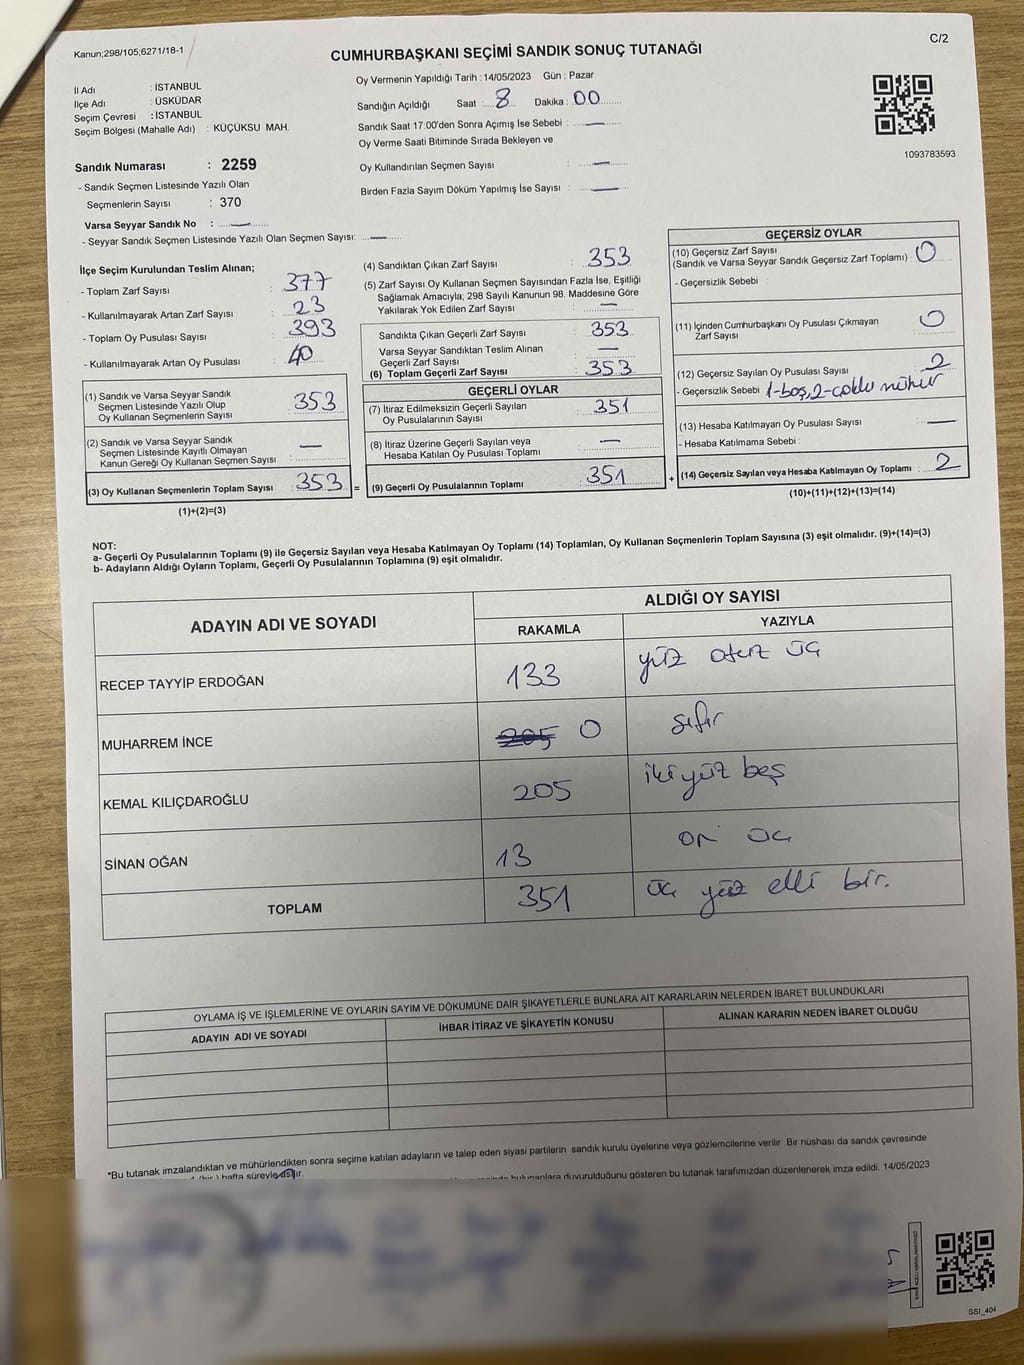 Kanun;298/105;6271/18-1
C/2
CUMHURBAŞKANI SEÇİMİ SANDIK SONUÇ TUTANAĞI
İl Adı : İSTANBUL
İlçe Adı : ÜSKÜDAR
Seçim Çevresi : İSTANBUL
Seçim Bölgesi (Mahalle Adı) : KÜÇÜKSU MAH.
Sandık Numarası : 2259
- Sandık Seçmen Listesinde Yazılı Olan
Seçmenlerin Sayısı : 370
Varsa Seyyar Sandık No : —
- Seyyar Sandık Seçmen Listesinde Yazılı Olan Seçmen Sayısı: —
Oy Vermenin Yapıldığı Tarih : 14/05/2023 Gün : Pazar
Sandığın Açıldığı Saat : 8 Dakika : 00
Sandık Saat 17:00'den Sonra Açımış İse Sebebi : —
Oy Verme Saati Bitiminde Sırada Bekleyen ve
Oy Kullandırılan Seçmen Sayısı : —
Birden Fazla Sayım Döküm Yapılmış İse Sayısı : —
1093783593
İlçe Seçim Kurulundan Teslim Alınan;
- Toplam Zarf Sayısı : 377
- Kullanılmayarak Artan Zarf Sayısı : 23
- Toplam Oy Pusulası Sayısı : 393
- Kullanılmayarak Artan Oy Pusulası : 40
(1) Sandık ve Varsa Seyyar Sandık
Seçmen Listesinde Yazılı Olup
Oy Kullanan Seçmenlerin Sayısı : 353
(2) Sandık ve Varsa Seyyar Sandık
Seçmen Listesinde Kayıtlı Olmayan
Kanun Gereği Oy Kullanan Seçmen Sayısı : —
(3) Oy Kullanan Seçmenlerin Toplam Sayısı : 353 =
(1)+(2)=(3)
(4) Sandıktan Çıkan Zarf Sayısı : 353
(5) Zarf Sayısı Oy Kullanan Seçmen Sayısından Fazla İse, Eşitliği
Sağlamak Amacıyla; 298 Sayılı Kanunun 98. Maddesine Göre
Yakılarak Yok Edilen Zarf Sayısı : —
Sandıkta Çıkan Geçerli Zarf Sayısı : 353
Varsa Seyyar Sandıktan Teslim Alınan
Geçerli Zarf Sayısı : —
(6) Toplam Geçerli Zarf Sayısı : 353
GEÇERLİ OYLAR
(7) İtiraz Edilmeksizin Geçerli Sayılan
Oy Pusulalarının Sayısı : 351
(8) İtiraz Üzerine Geçerli Sayılan veya
Hesaba Katılan Oy Pusulası Toplamı : —
(9) Geçerli Oy Pusulalarının Toplamı : 351 +
GEÇERSİZ OYLAR
(10) Geçersiz Zarf Sayısı
(Sandık ve Varsa Seyyar Sandık Geçersiz Zarf Toplamı) : 0
- Geçersizlik Sebebi :
(11) İçinden Cumhurbaşkanı Oy Pusulası Çıkmayan
Zarf Sayısı : 0
(12) Geçersiz Sayılan Oy Pusulası Sayısı : 2
- Geçersizlik Sebebi 1-boş, 2-çoklu mühür
(13) Hesaba Katılmayan Oy Pusulası Sayısı : —
- Hesaba Katılmama Sebebi :
(14) Geçersiz Sayılan veya Hesaba Katılmayan Oy Toplamı : 2
(10)+(11)+(12)+(13)=(14)
NOT:
a- Geçerli Oy Pusulalarının Toplamı (9) ile Geçersiz Sayılan veya Hesaba Katılmayan Oy Toplamı (14) Toplamları, Oy Kullanan Seçmenlerin Toplam Sayısına (3) eşit olmalıdır. (9)+(14)=(3)
b- Adayların Aldığı Oyların Toplamı, Geçerli Oy Pusulalarının Toplamına (9) eşit olmalıdır.
ADAYIN ADI VE SOYADI
ALDIĞI OY SAYISI
RAKAMLA YAZIYLA
RECEP TAYYİP ERDOĞAN 133 yüz otuz üç
MUHARREM İNCE 205 0 sıfır
KEMAL KILIÇDAROĞLU 205 iki yüz beş
SİNAN OĞAN 13 on üç
TOPLAM 351 üç yüz elli bir.
OYLAMA İŞ VE İŞLEMLERİNE VE OYLARIN SAYIM VE DÖKÜMÜNE DAİR ŞİKAYETLERLE BUNLARA AİT KARARLARIN NELERDEN İBARET BULUNDUKLARI
ADAYIN ADI VE SOYADI İHBAR İTİRAZ VE ŞİKAYETİN KONUSU ALINAN KARARIN NEDEN İBARET OLDUĞU
*Bu tutanak imzalandıktan ve mühürlendikten sonra seçime katılan adayların ve talep eden siyasi partilerin sandık kurulu üyelerine veya gözlemcilerine verilir .Bir nüshası da sandık çevresinde
(bir ) hafta süreyle asılır.
bulunanlara duyurulduğunu gösteren bu tutanak tarafımızdan düzenlenerek imza edildi. 14/05/2023
SSI_404